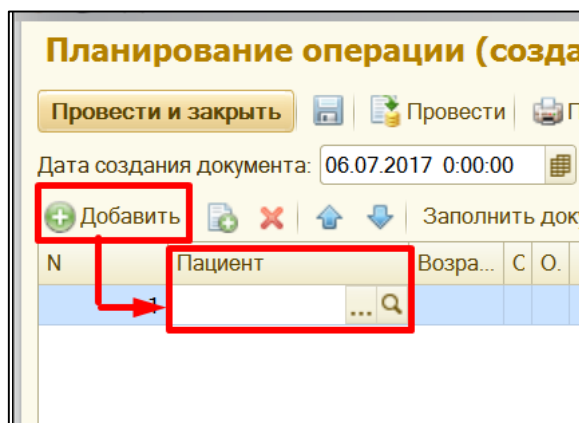 Планирование операции (созда
Провести и закрыть Провести
Дата создания документа: 06.07.2017 0:00:00
Добавить Заполнить док
N Пациент Возра... С О.
1 ...